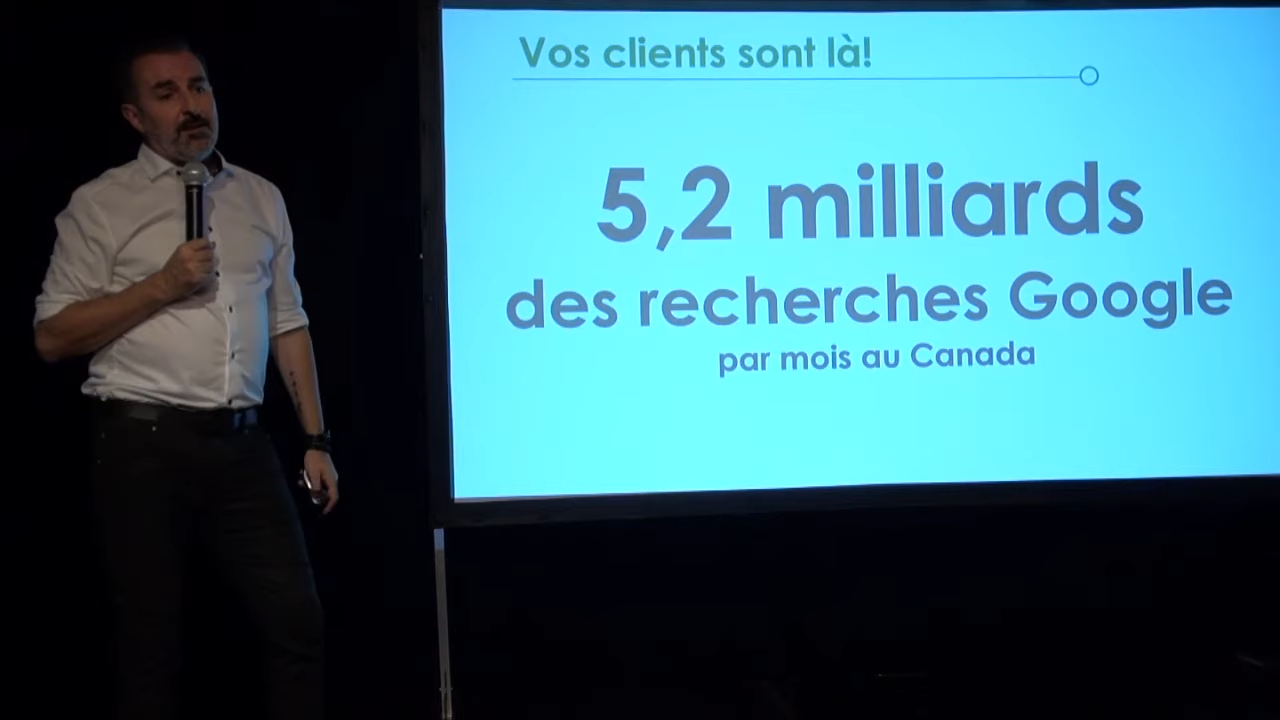 Vos clients sont là!
5,2 milliards
des recherches Google
par mois au Canada